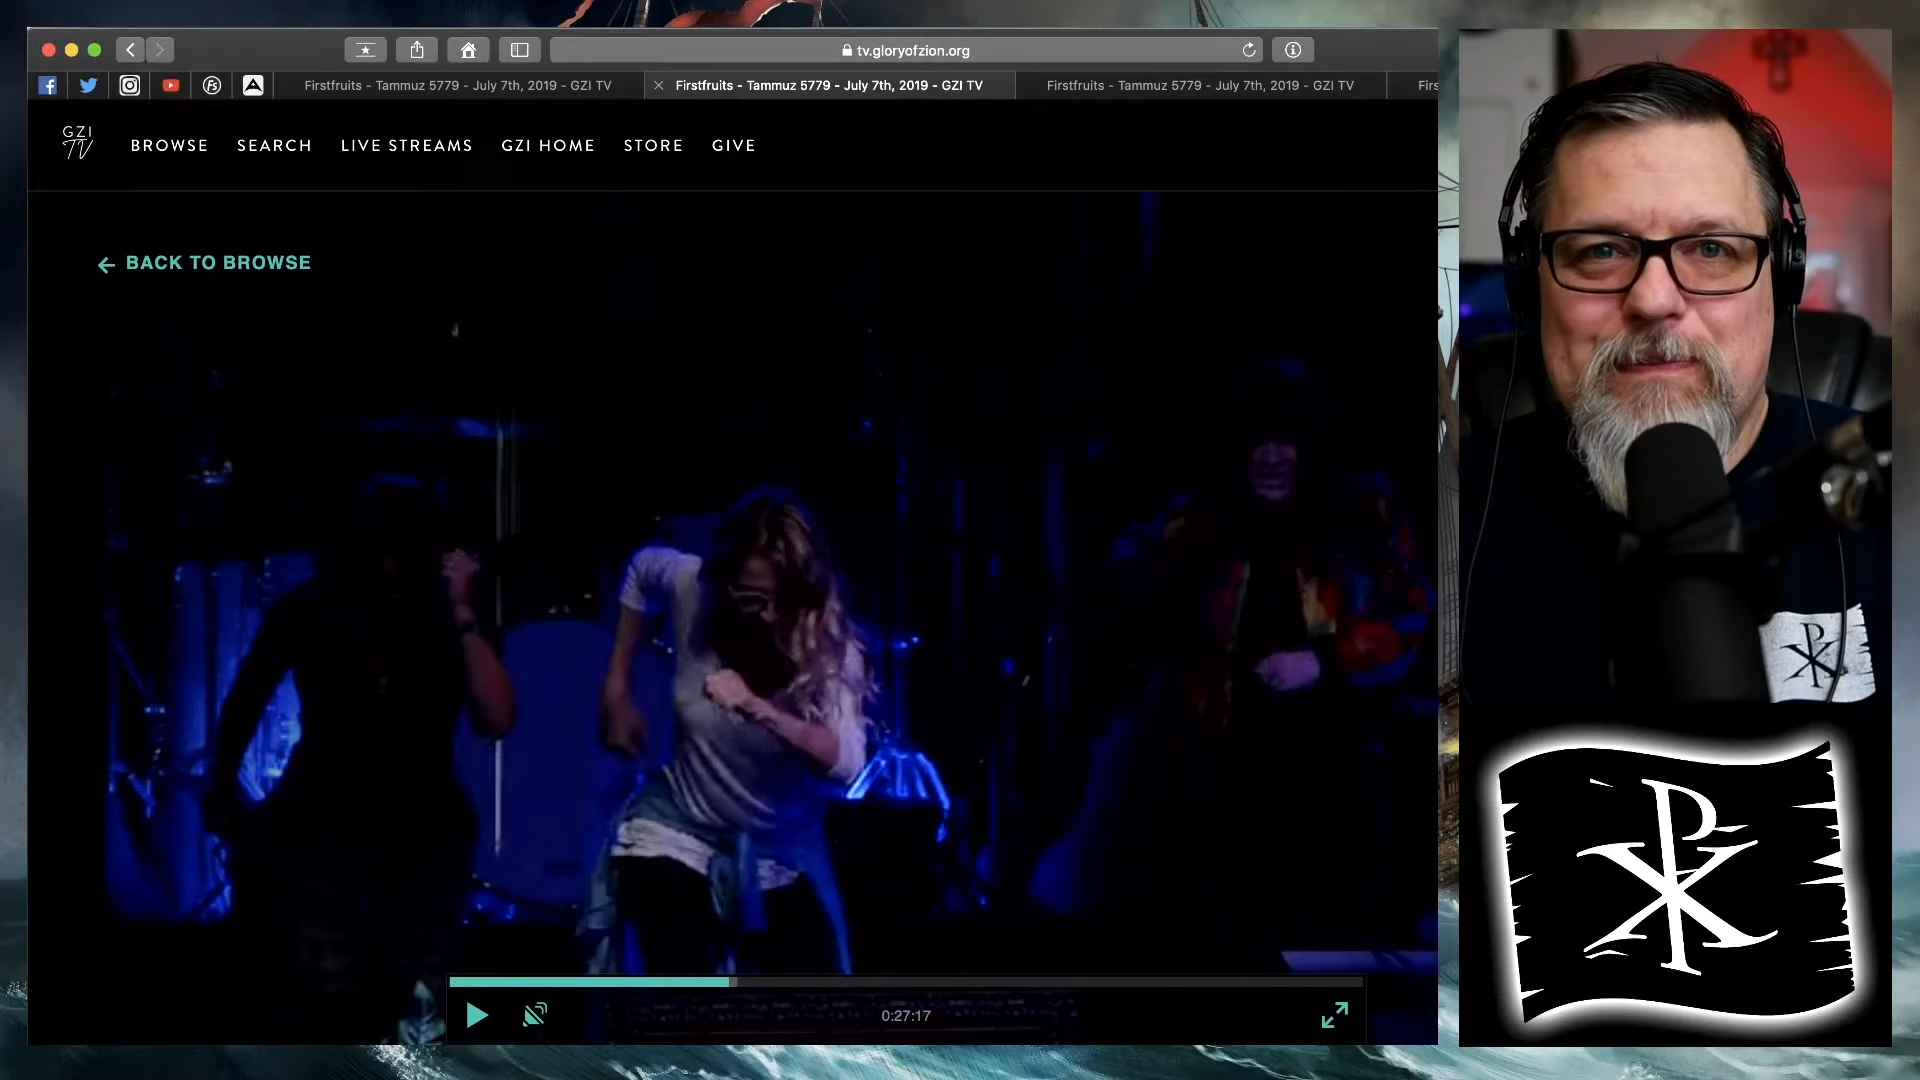 tv.gloryofzion.org
Firstfruits - Tammuz 5779 - July 7th, 2019 - GZI TV
Firstfruits - Tammuz 5779 - July 7th, 2019 - GZI TV
Firstfruits - Tammuz 5779 - July 7th, 2019 - GZI TV
Firs
GZI TV
BROWSE SEARCH LIVE STREAMS GZI HOME STORE GIVE
← BACK TO BROWSE
0:27:17